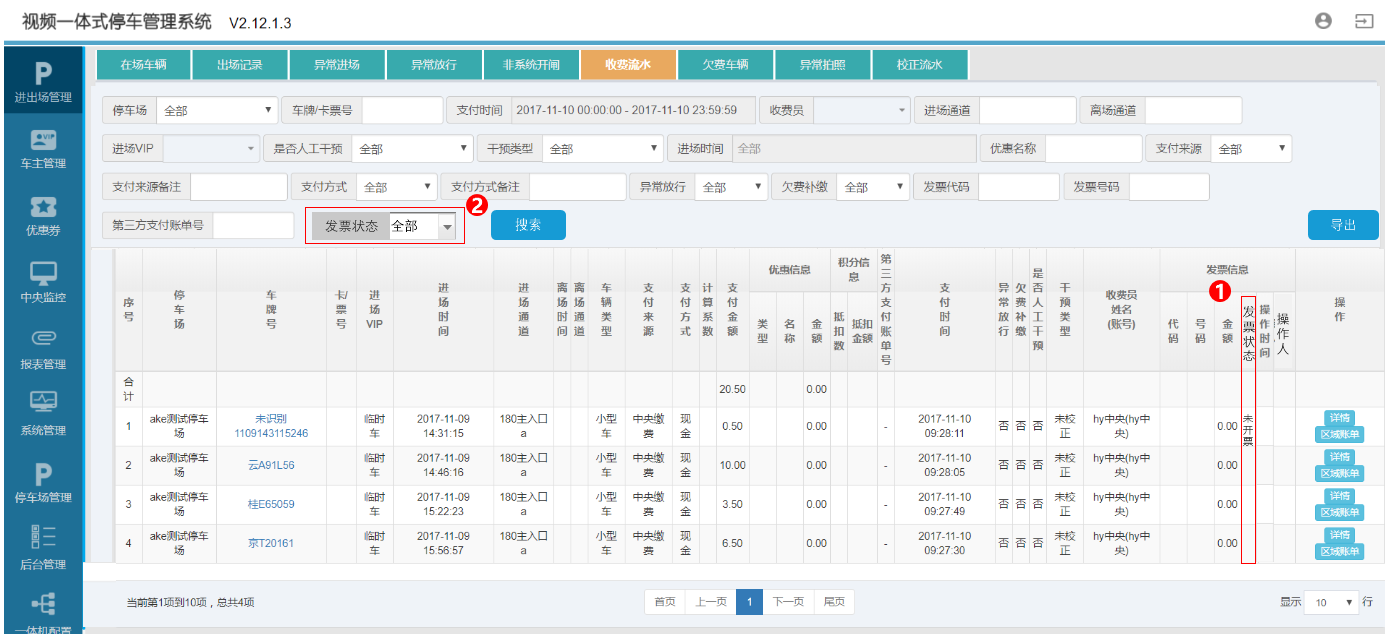 视频一体式停车管理系统 V2.12.1.3
P
进出场管理
VIP
车主管理
优惠券
中央监控
报表管理
系统管理
P
停车场管理
后台管理
一体机配置
在场车辆 出场记录 异常进场 异常放行 非系统开闸 收费流水 欠费车辆 异常拍照 校正流水
停车场 全部 车牌/卡票号 支付时间 2017-11-10 00:00:00 - 2017-11-10 23:59:59 收费员 进场通道 离场通道
进场VIP 是否人工干预 全部 干预类型 全部 进场时间 全部 优惠名称 支付来源 全部
支付来源备注 支付方式 全部 支付方式备注 异常放行 全部 欠费补缴 全部 发票代码 发票号码
第三方支付账单号 发票状态 全部 2 搜索 导出
序号 停车场 车牌号 卡/票号 进场VIP 进场时间 进场通道 离场时间 离场通道 车辆类型 支付来源 支付方式 计算系数 支付金额 优惠信息 积分信息 第三方支付账单号 支付时间 异常放行 欠费补缴 是否人工干预 干预类型 收费员姓名(账号) 发票信息 1 操作
类型 名称 金额 抵扣数 抵扣金额 代码 号码 金额 发票状态 操作时间 操作人
合计 20.50 0.00
1 ake测试停车场 未识别1109143115246 临时车 2017-11-09 14:31:15 180主入口a 小型车 中央缴费 现金 0.50 0.00 - 2017-11-10 09:28:11 否 否 否 未校正 hy中央(hy中央) 0.00 未开票 详情 区域账单
2 ake测试停车场 云A91L56 临时车 2017-11-09 14:46:16 180主入口a 小型车 中央缴费 现金 10.00 0.00 - 2017-11-10 09:28:05 否 否 否 未校正 hy中央(hy中央) 0.00 详情 区域账单
3 ake测试停车场 桂E65059 临时车 2017-11-09 15:22:23 180主入口a 小型车 中央缴费 现金 3.50 0.00 - 2017-11-10 09:27:49 否 否 否 未校正 hy中央(hy中央) 0.00 详情 区域账单
4 ake测试停车场 京T20161 临时车 2017-11-09 15:56:57 180主入口a 小型车 中央缴费 现金 6.50 0.00 - 2017-11-10 09:27:30 否 否 否 未校正 hy中央(hy中央) 0.00 详情 区域账单
当前第1项到10项，总共4项 首页 上一页 1 下一页 尾页 显示 10 行